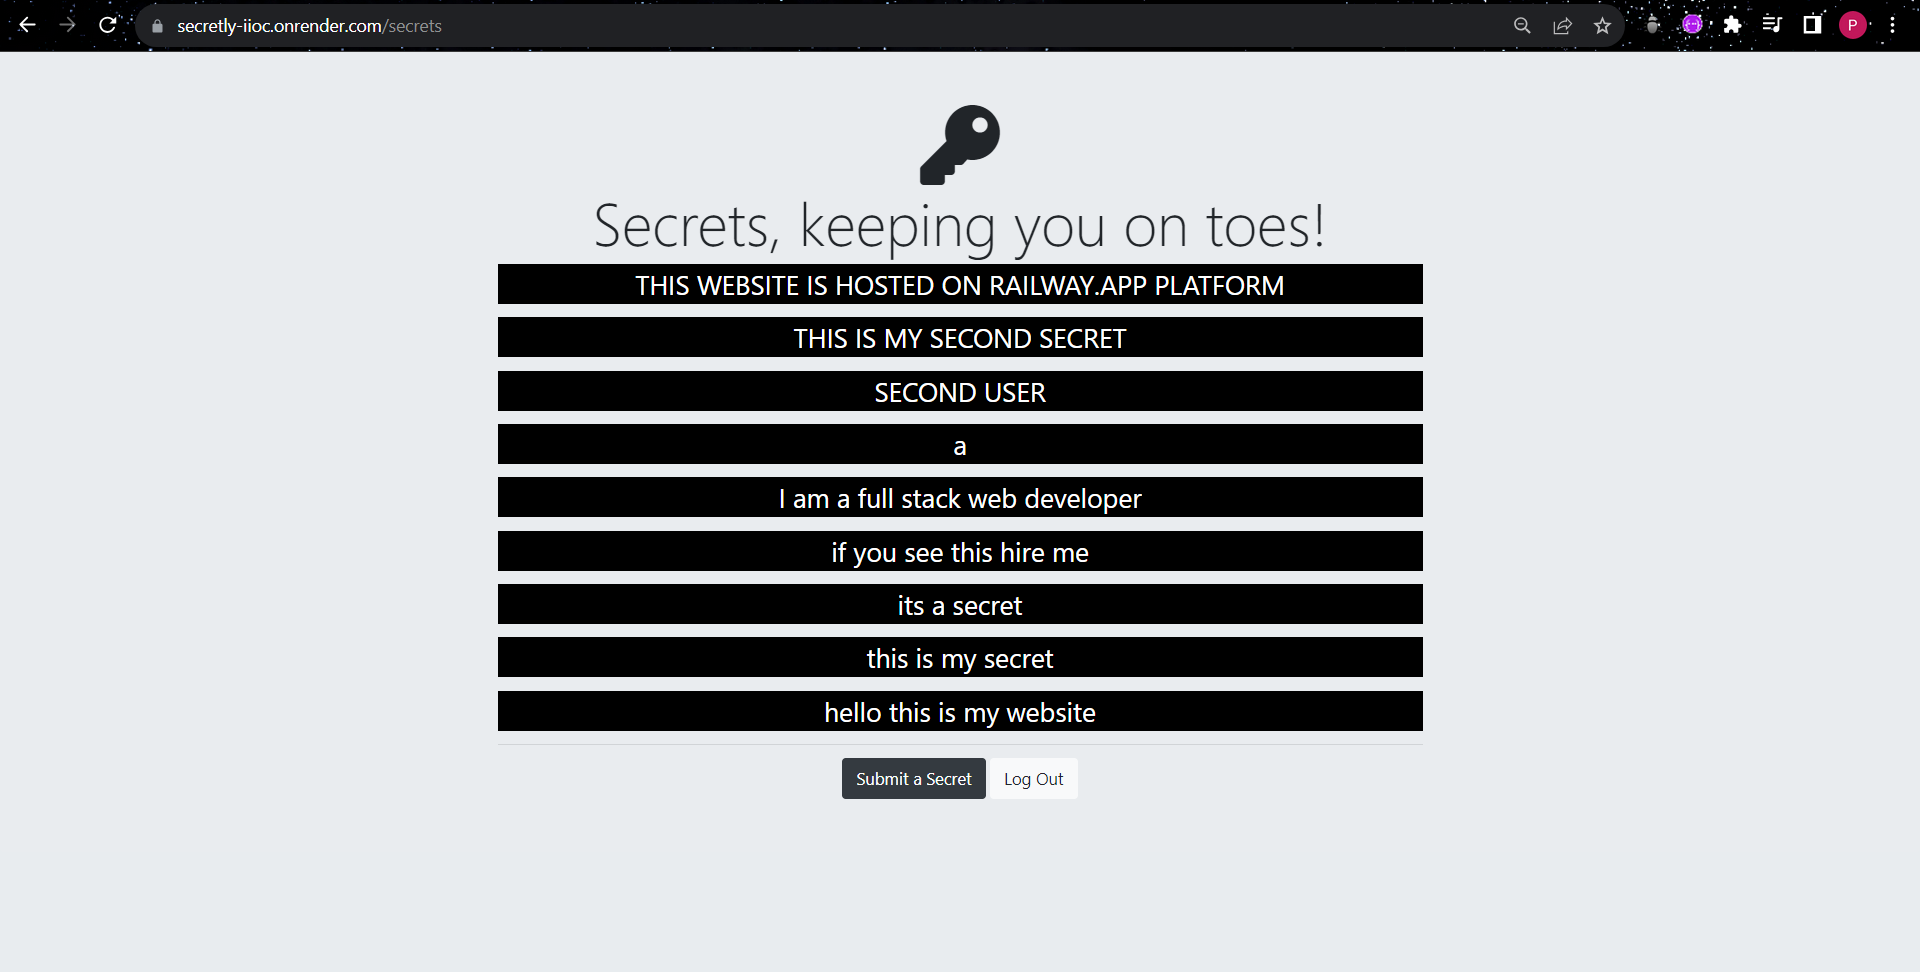 secretly-iioc.onrender.com/secrets
P
Secrets, keeping you on toes!
THIS WEBSITE IS HOSTED ON RAILWAY.APP PLATFORM
THIS IS MY SECOND SECRET
SECOND USER
a
I am a full stack web developer
if you see this hire me
its a secret
this is my secret
hello this is my website
Submit a Secret Log Out